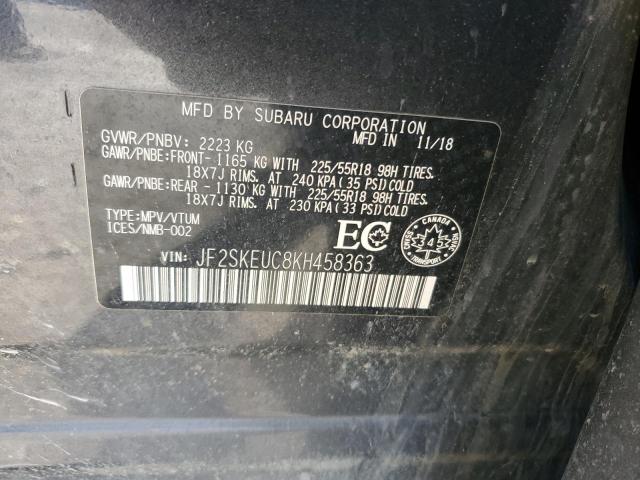 MFD BY SUBARU CORPORATION
GVWR/PNBV: 2223 KG MFD IN 11/18
GAWR/PNBE:FRONT- 1165 KG WITH 225/55R18 98H TIRES.
18X7J RIMS. AT 240 KPA(35 PSI)COLD
GAWR/PNBE:REAR - 1130 KG WITH 225/55R18 98H TIRES.
18X7J RIMS. AT 230 KPA(33 PSI)COLD
TYPE:MPV/VTUM
ICES/NMB-002
EC
CANADA
345
NSVAC
CMVSS
VIN: JF2SKEUC8KH458363